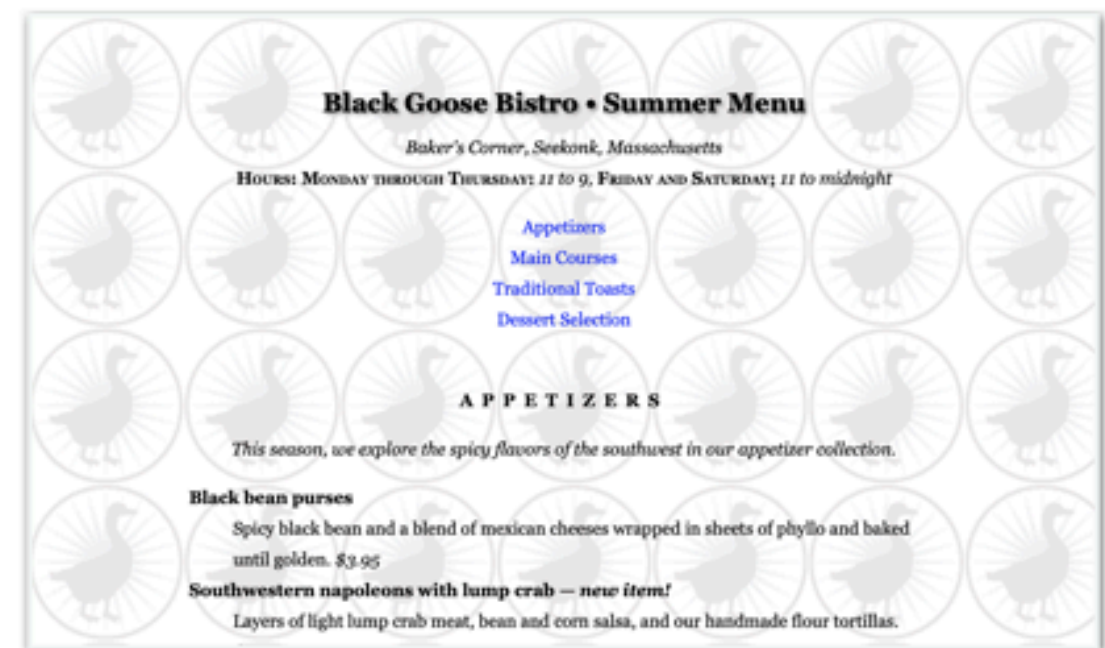 Black Goose Bistro • Summer Menu
Baker's Corner, Seekonk, Massachusetts
Hours: Monday through Thursday: 11 to 9, Friday and Saturday; 11 to midnight
Appetizers
Main Courses
Traditional Toasts
Dessert Selection
APPETIZERS
This season, we explore the spicy flavors of the southwest in our appetizer collection.
Black bean purses
Spicy black bean and a blend of mexican cheeses wrapped in sheets of phyllo and baked
until golden. $3.95
Southwestern napoleons with lump crab — new item!
Layers of light lump crab meat, bean and corn salsa, and our handmade flour tortillas.